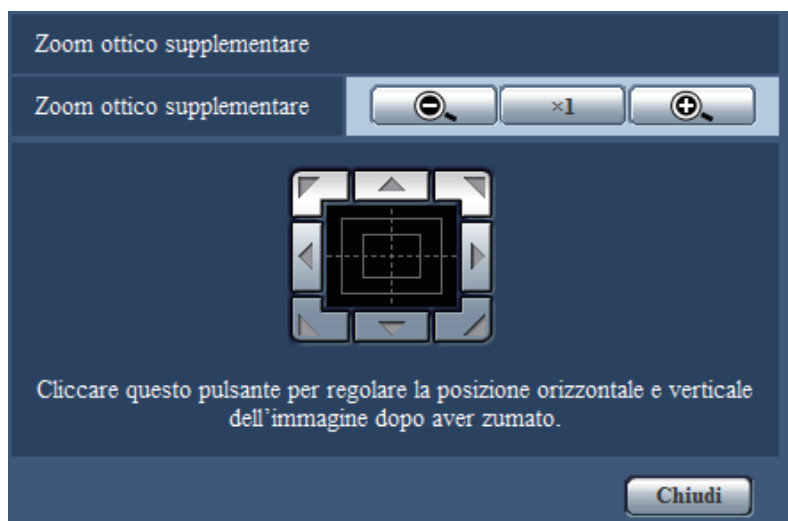 Zoom ottico supplementare
Zoom ottico supplementare
×1
Cliccare questo pulsante per regolare la posizione orizzontale e verticale
dell'immagine dopo aver zumato.
Chiudi